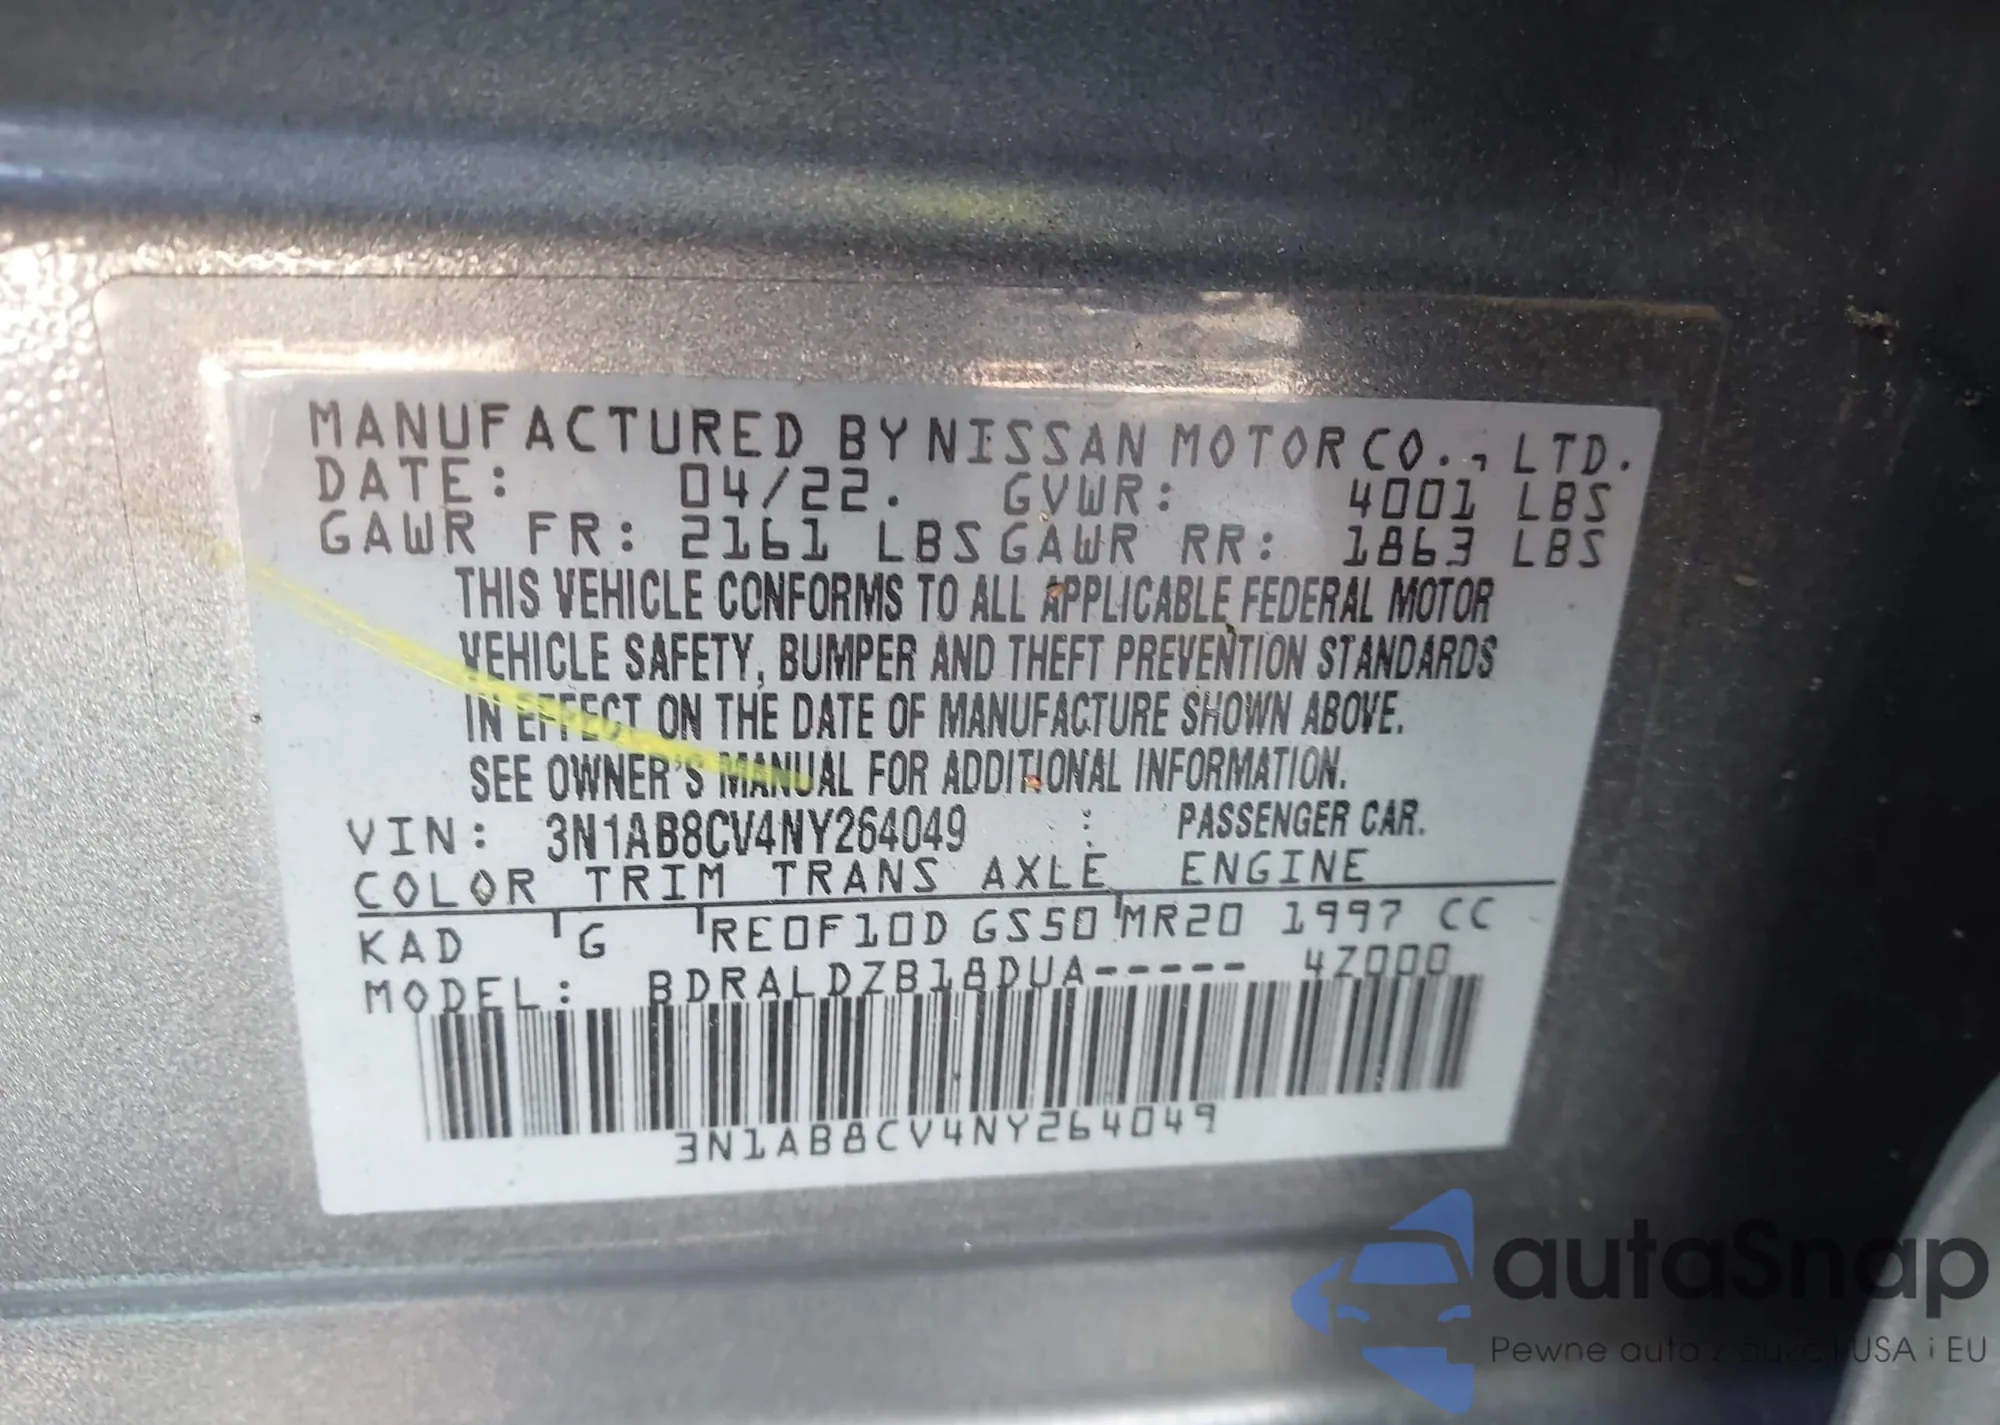 MANUFACTURED BY NISSAN MOTOR CO., LTD.
DATE: 04/22. GVWR: 4001 LBS
GAWR FR: 2161 LBS GAWR RR: 1863 LBS
THIS VEHICLE CONFORMS TO ALL APPLICABLE FEDERAL MOTOR
VEHICLE SAFETY, BUMPER AND THEFT PREVENTION STANDARDS
IN EFFECT ON THE DATE OF MANUFACTURE SHOWN ABOVE.
SEE OWNER'S MANUAL FOR ADDITIONAL INFORMATION.
VIN: 3N1AB8CV4NY264049 : PASSENGER CAR.
COLOR TRIM TRANS AXLE ENGINE
KAD G RE0F10D GS50 MR20 1997 CC
MODEL: BDRALDZB18DUA----- 4Z000
3N1AB8CV4NY264049
autaSnap
Pewne auta z aukcji USA i EU